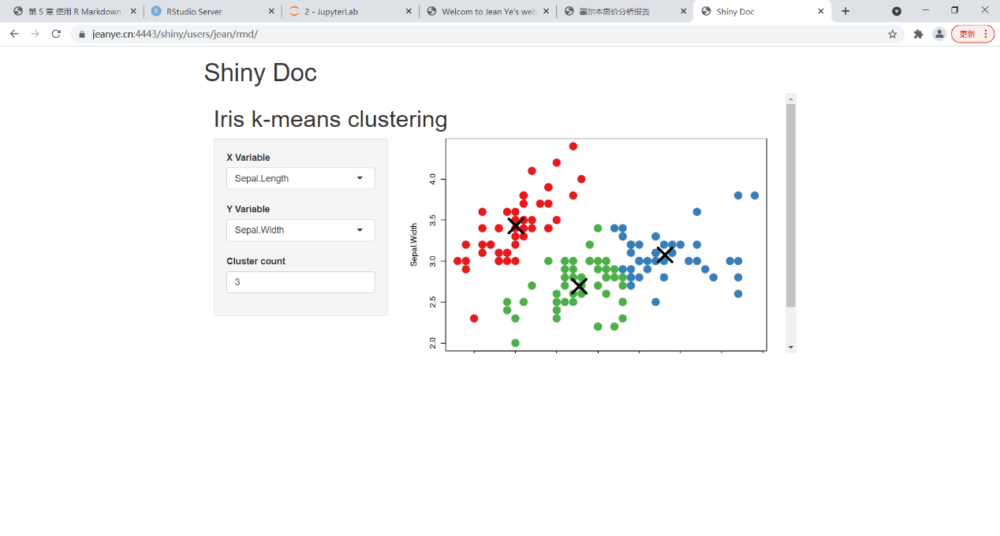 第 5 章 使用 R Markdown
RStudio Server
2 - JupyterLab
Welcom to Jean Ye's web
墨尔本房价分析报告
Shiny Doc
jeanye.cn:4443/shiny/users/jean/rmd/
更新
Shiny Doc
Iris k-means clustering
X Variable
Sepal.Length
Y Variable
Sepal.Width
Cluster count
3
Sepal.Width
4.0
3.5
3.0
2.5
2.0